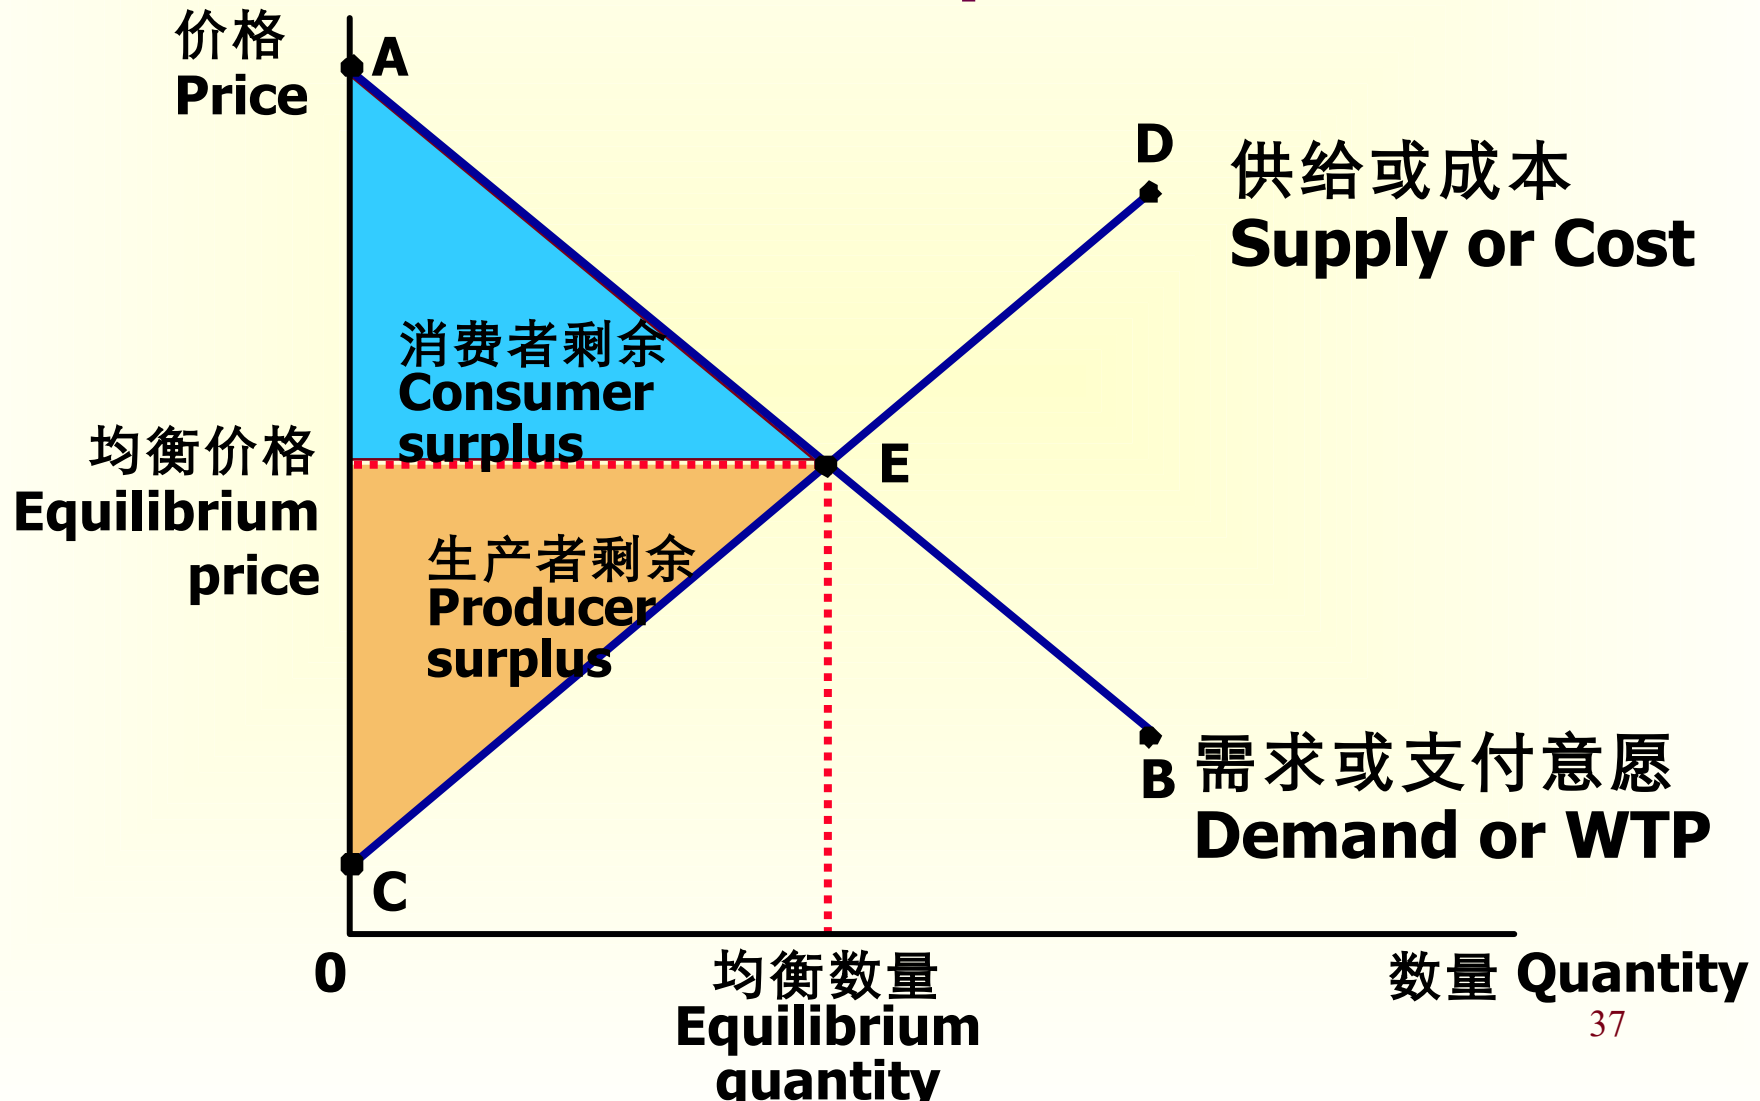 价格
Price
A
D
供给或成本
Supply or Cost
消费者剩余
Consumer
surplus
均衡价格
Equilibrium
price
E
生产者剩余
Producer
surplus
B
需求或支付意愿
Demand or WTP
C
0
均衡数量
Equilibrium
quantity
数量 Quantity
37